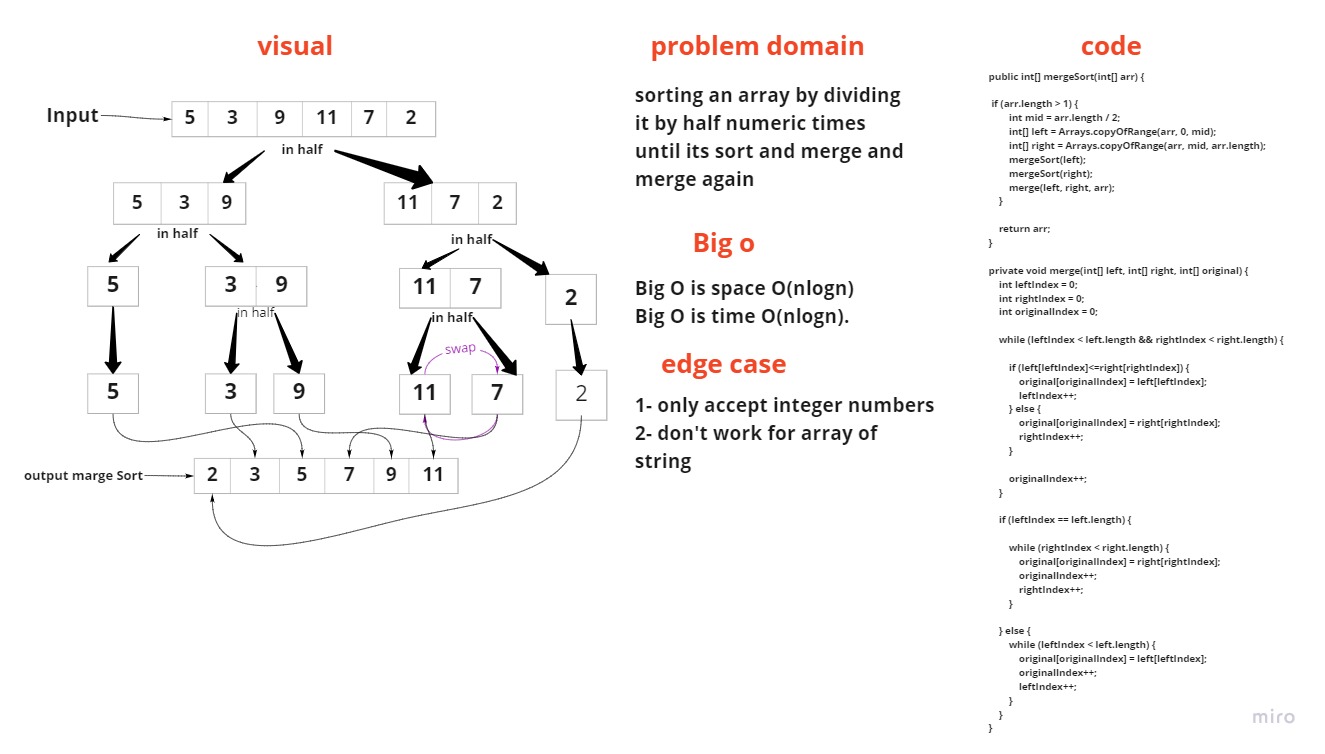 visual
Input
5 3 9 11 7 2
in half
5 3 9
11 7 2
in half
in half
5
3 9
11 7
2
in half
in half
swap
5
3
9
11
7
2
output marge Sort
2 3 5 7 9 11
problem domain
sorting an array by dividing
it by half numeric times
until its sort and merge and
merge again
Big o
Big O is space O(nlogn)
Big O is time O(nlogn).
edge case
1- only accept integer numbers
2- don't work for array of
string
code
public int[] mergeSort(int[] arr) {
if (arr.length > 1) {
int mid = arr.length / 2;
int[] left = Arrays.copyOfRange(arr, 0, mid);
int[] right = Arrays.copyOfRange(arr, mid, arr.length);
mergeSort(left);
mergeSort(right);
merge(left, right, arr);
}
return arr;
}
private void merge(int[] left, int[] right, int[] original) {
int leftIndex = 0;
int rightIndex = 0;
int originalIndex = 0;
while (leftIndex < left.length && rightIndex < right.length) {
if (left[leftIndex]<=right[rightIndex]) {
original[originalIndex] = left[leftIndex];
leftIndex++;
} else {
original[originalIndex] = right[rightIndex];
rightIndex++;
}
originalIndex++;
}
if (leftIndex == left.length) {
while (rightIndex < right.length) {
original[originalIndex] = right[rightIndex];
originalIndex++;
rightIndex++;
}
} else {
while (leftIndex < left.length) {
original[originalIndex] = left[leftIndex];
originalIndex++;
leftIndex++;
}
}
}
miro